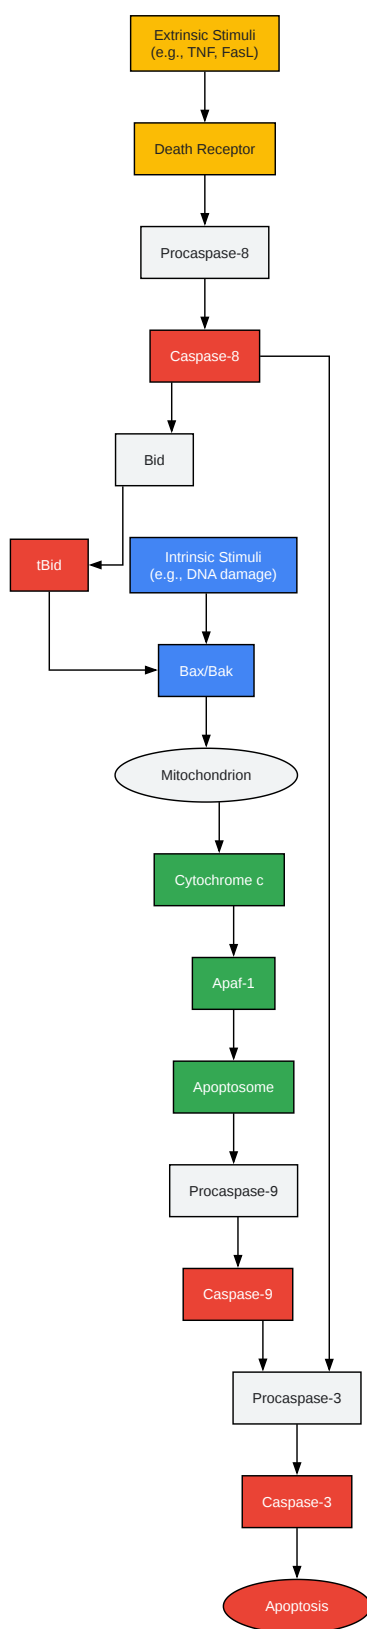 Extrinsic Stimuli
(e.g., TNF, FasL)
Death Receptor
Procaspase-8
Caspase-8
Bid
tBid
Intrinsic Stimuli
(e.g., DNA damage)
Bax/Bak
Mitochondrion
Cytochrome c
Apaf-1
Apoptosome
Procaspase-9
Caspase-9
Procaspase-3
Caspase-3
Apoptosis